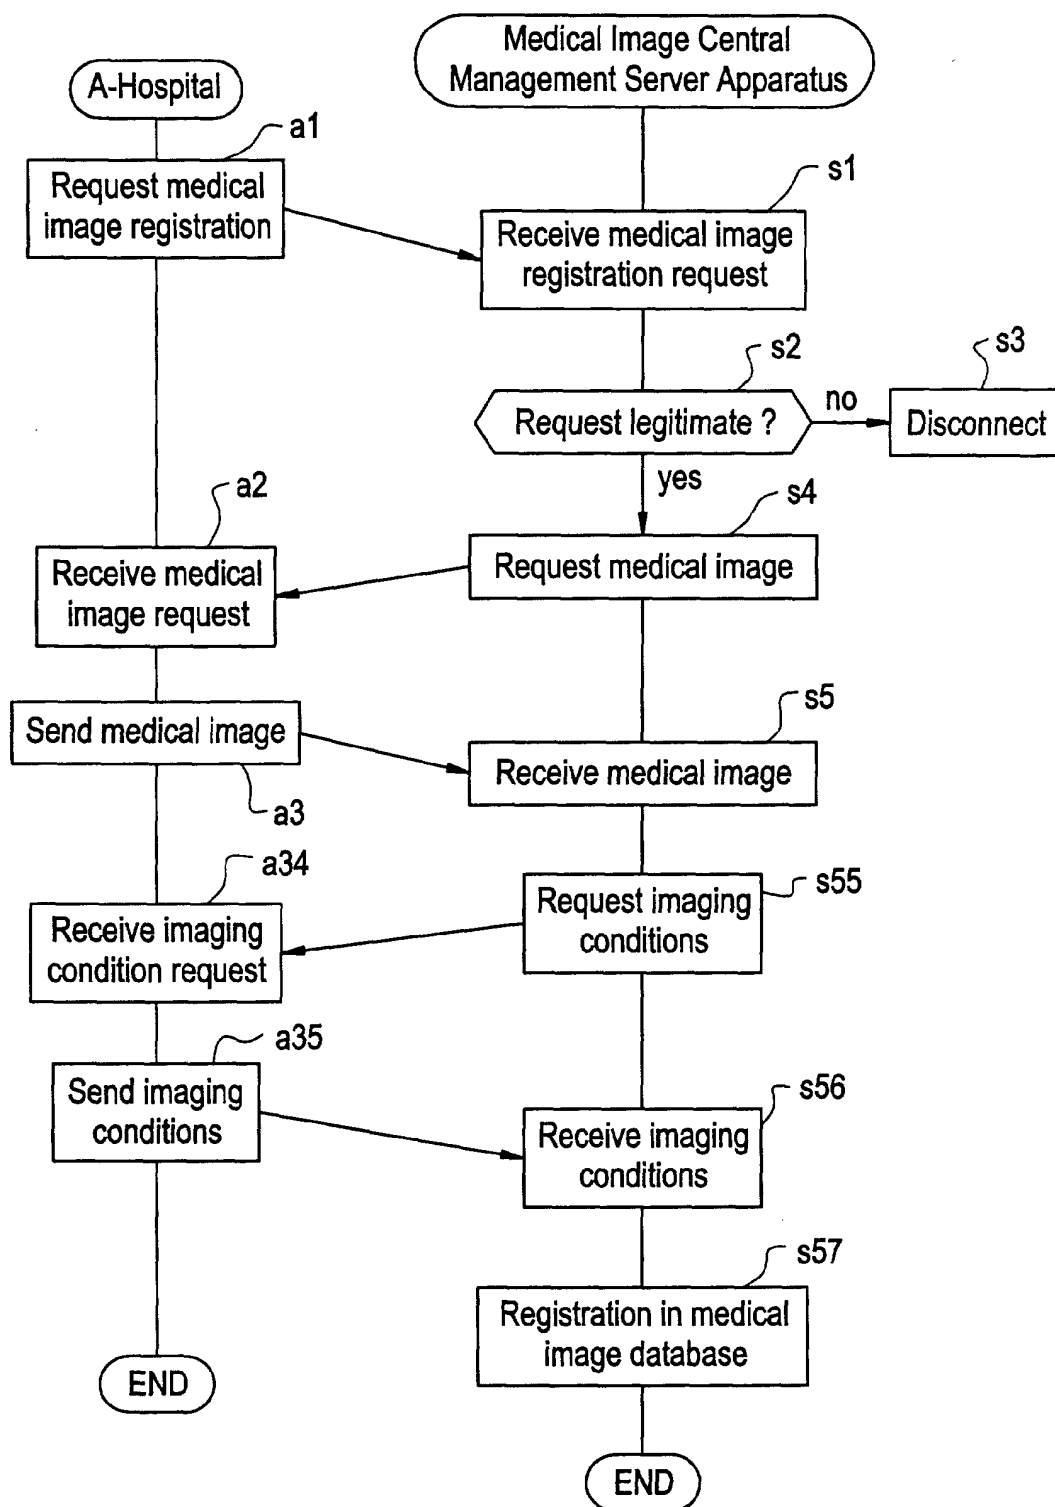 Medical Image Central
Management Server Apparatus
A-Hospital
a1
Request medical
image registration
s1
Receive medical image
registration request
s2
Request legitimate ?
no
s3
Disconnect
yes
a2
Receive medical
image request
s4
Request medical image
Send medical image
a3
s5
Receive medical image
a34
Receive imaging
condition request
s55
Request imaging
conditions
a35
Send imaging
conditions
s56
Receive imaging
conditions
s57
Registration in medical
image database
END
END